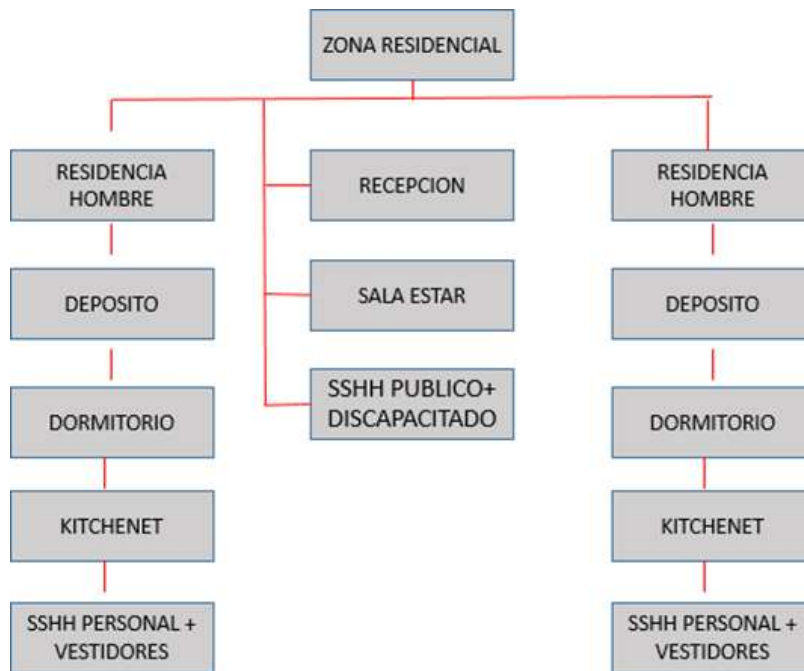 ZONA RESIDENCIAL
RESIDENCIA
HOMBRE
DEPOSITO
DORMITORIO
KITCHENET
SSHH PERSONAL +
VESTIDORES
RECEPCION
SALA ESTAR
SSHH PUBLICO+
DISCAPACITADO
RESIDENCIA
HOMBRE
DEPOSITO
DORMITORIO
KITCHENET
SSHH PERSONAL +
VESTIDORES